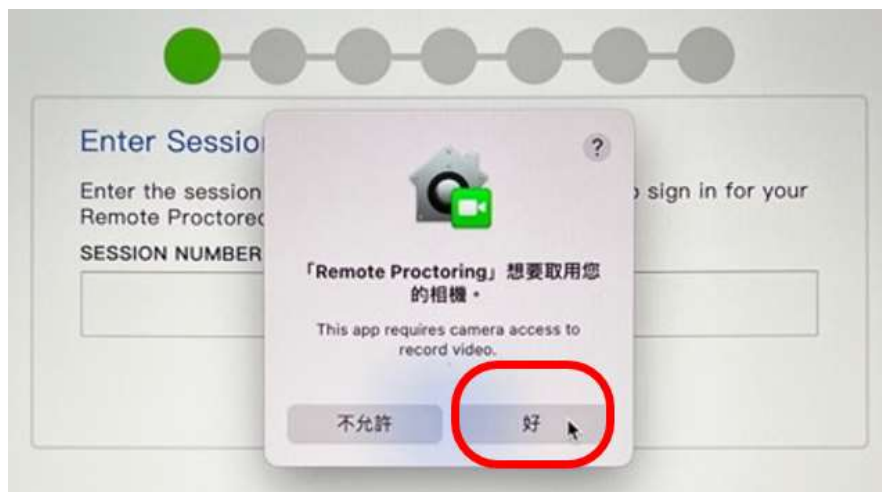 Enter Sessio
?
Enter the session
sign in for your
Remote Proctore
SESSION NUMBER
「Remote Proctoring」想要取用您
的相機。
This app requires camera access to
record video.
不允許
好